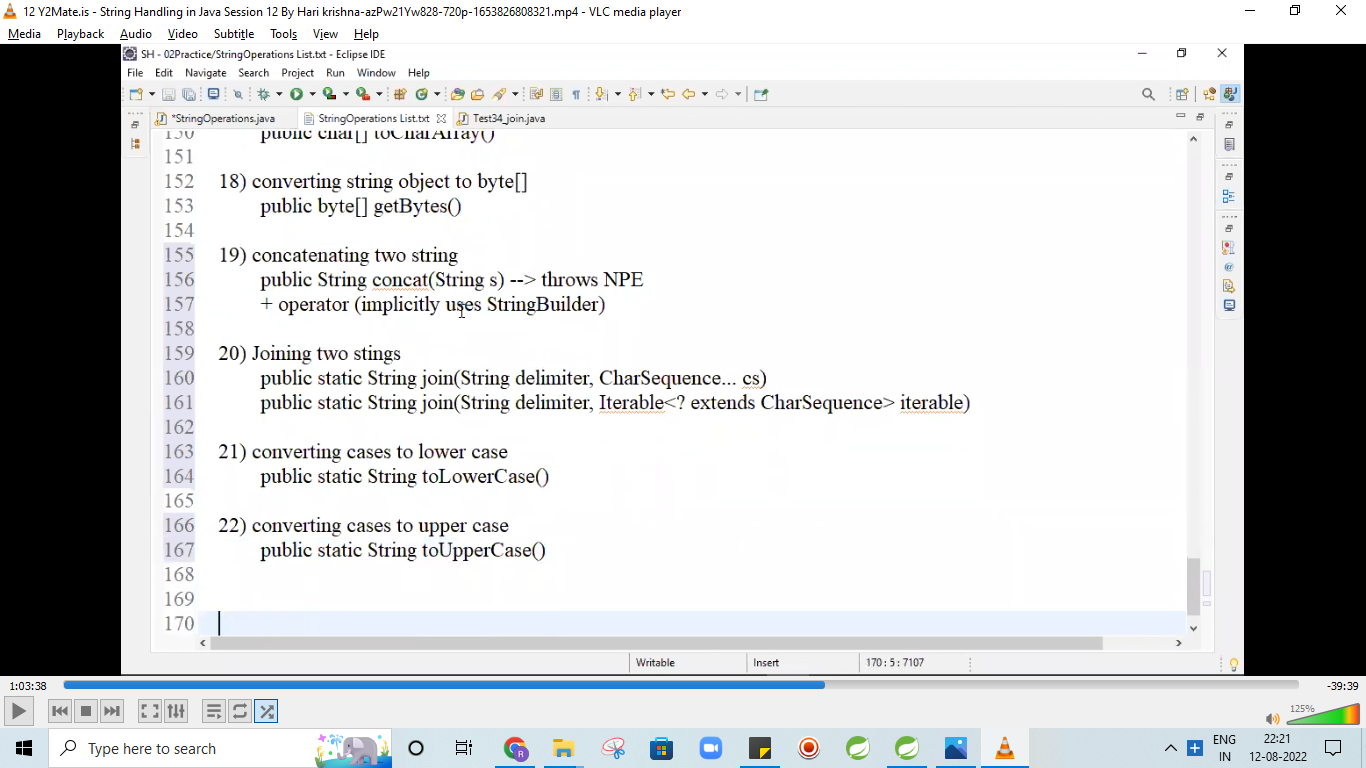 12 Y2Mate.is - String Handling in Java Session 12 By Hari krishna-azPw21Yw828-720p-1653826808321.mp4 - VLC media player
Media Playback Audio Video Subtitle Tools View Help
SH - 02Practice/StringOperations List.txt - Eclipse IDE
File Edit Navigate Search Project Run Window Help
*StringOperations.java StringOperations List.txt Test34_join.java
150 public char[] toCharArray()
151
152 18) converting string object to byte[]
153 public byte[] getBytes()
154
155 19) concatenating two string
156 public String concat(String s) --> throws NPE
157 + operator (implicitly uses StringBuilder)
158
159 20) Joining two stings
160 public static String join(String delimiter, CharSequence... cs)
161 public static String join(String delimiter, Iterable<? extends CharSequence> iterable)
162
163 21) converting cases to lower case
164 public static String toLowerCase()
165
166 22) converting cases to upper case
167 public static String toUpperCase()
168
169
170
Writable Insert 170 : 5 : 7107
1:03:38 -39:39
125%
Type here to search
ENG 22:21
IN 12-08-2022